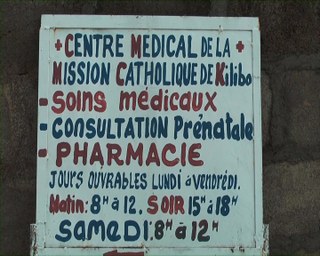 +CENTRE MEDICAL DE LA +
MISSION CATHOLIQUE DE Kilibo
- SOINS médicAUX
- CONSULTATION PréNATALE
- PHARMACIE
JOURS OUVRABLES LUNDI à VENDRÉDI.
MATIN: 8H à 12. SOIR 15H à 18H
SAMEDI: 8H à 12H